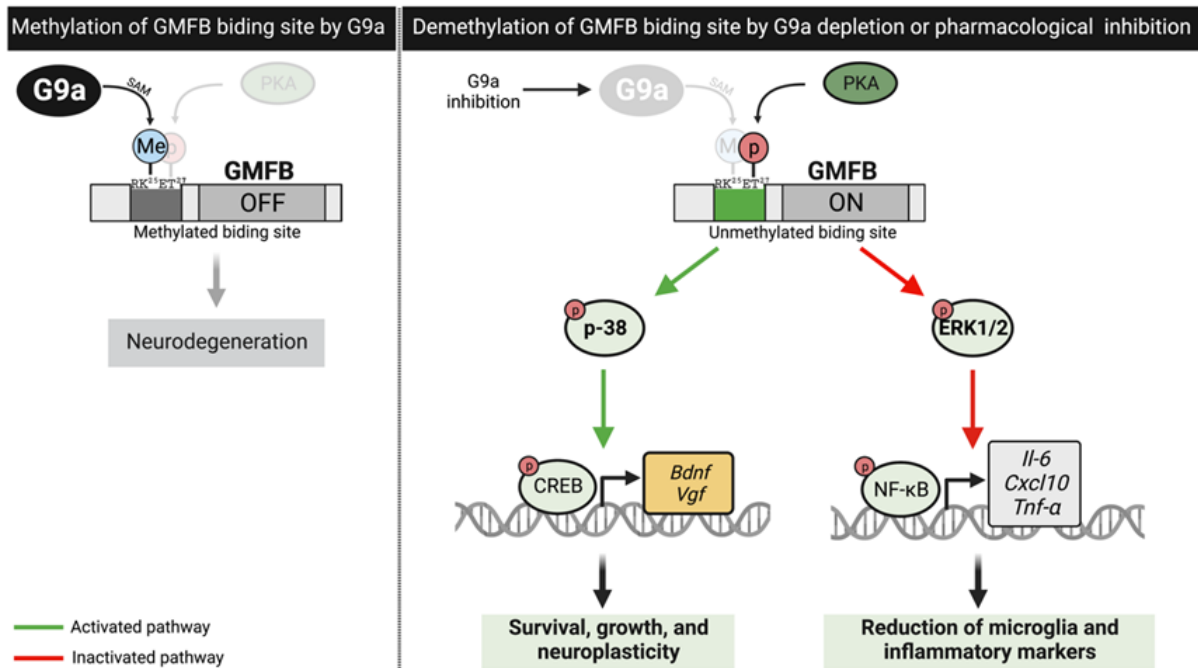 Methylation of GMFB biding site by G9a
G9a
SAM
PKA
Me
p
RK²⁵ET²⁷
GMFB
OFF
Methylated biding site
Neurodegeneration
Activated pathway
Inactivated pathway
Demethylation of GMFB biding site by G9a depletion or pharmacological inhibition
G9a
inhibition
G9a
SAM
PKA
M
p
RK²⁵ET²⁷
GMFB
ON
Unmethylated biding site
p
p-38
p
ERK1/2
p
CREB
Bdnf
Vgf
p
NF-κB
Il-6
Cxcl10
Tnf-α
Survival, growth, and
neuroplasticity
Reduction of microglia and
inflammatory markers